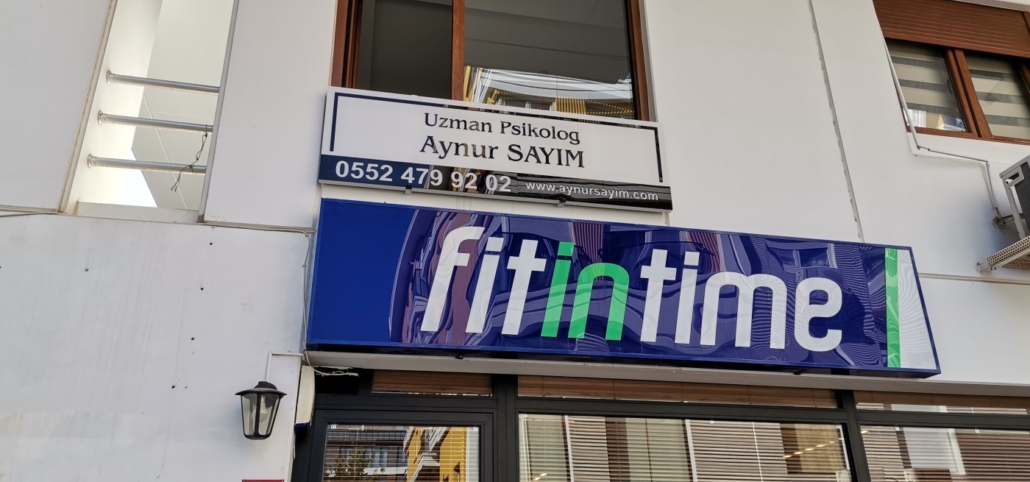 Uzman Psikolog
Aynur SAYIM
0552 479 92 02 www.aynursayim.com
fitintime